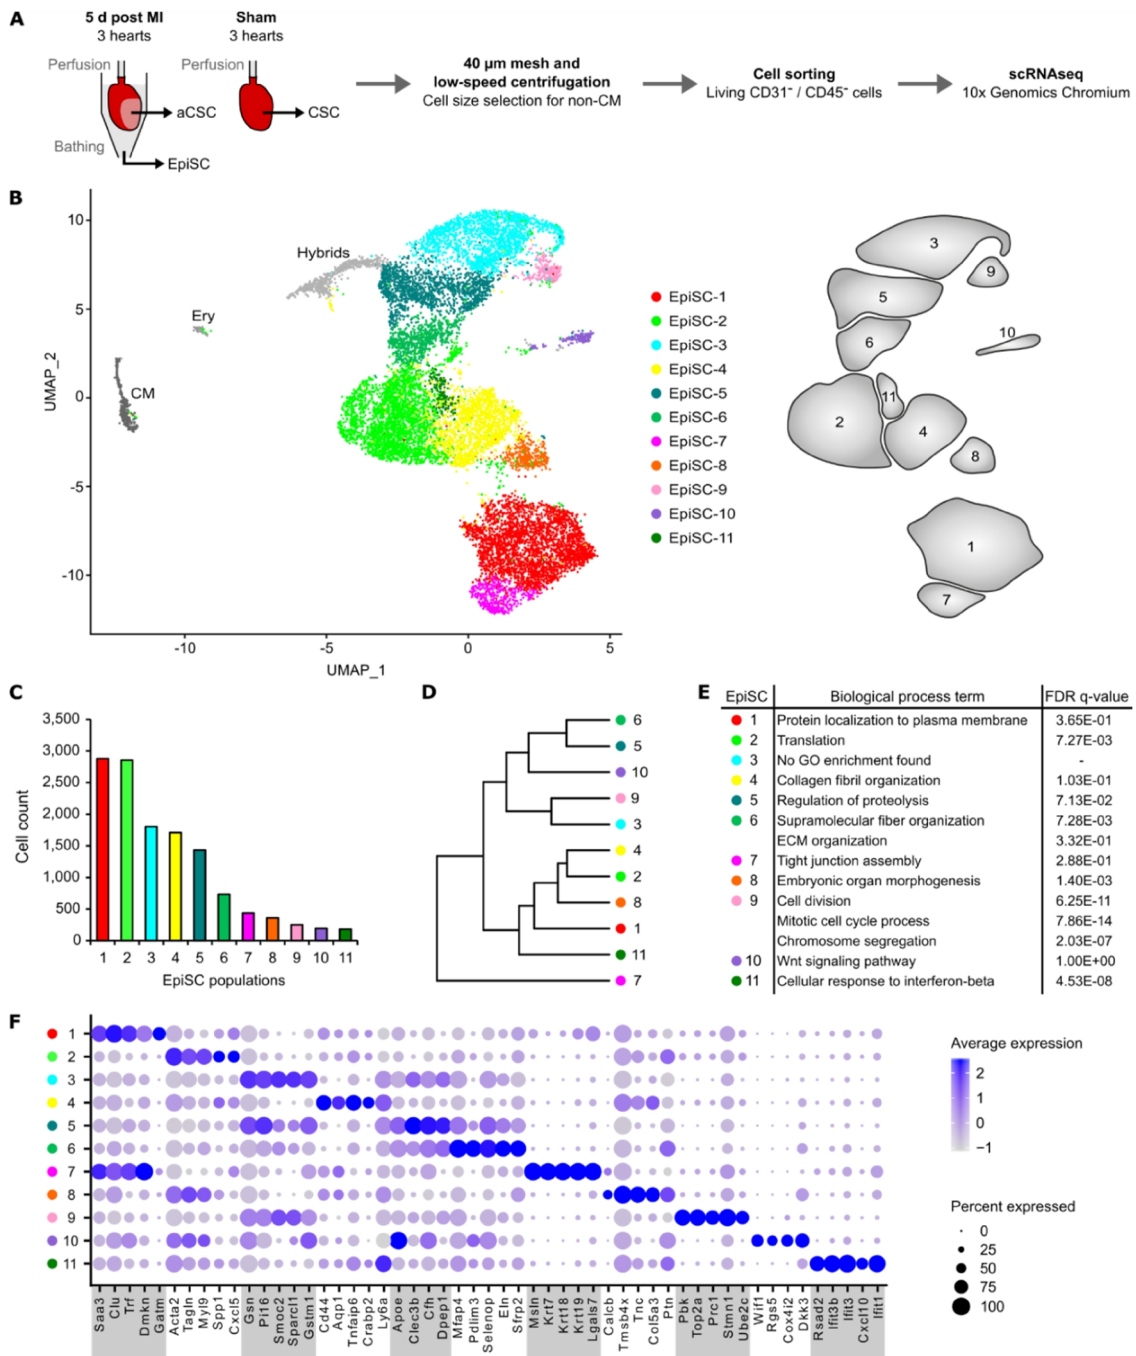 A
5 d post MI
3 hearts
Sham
3 hearts
Perfusion
Perfusion
aCSC
CSC
Bathing
EpiSC
40 µm mesh and
low-speed centrifugation
Cell size selection for non-CM
Cell sorting
Living CD31⁻ / CD45⁻ cells
scRNAseq
10x Genomics Chromium
B
UMAP_2
10
5
0
-5
-10
-10
-5
0
5
UMAP_1
Hybrids
Ery
CM
EpiSC-1
EpiSC-2
EpiSC-3
EpiSC-4
EpiSC-5
EpiSC-6
EpiSC-7
EpiSC-8
EpiSC-9
EpiSC-10
EpiSC-11
3
9
5
10
6
11
2
4
8
1
7
C
Cell count
3,500
3,000
2,500
2,000
1,500
1,000
500
0
1 2 3 4 5 6 7 8 9 10 11
EpiSC populations
D
6
5
10
9
3
4
2
8
1
11
7
E
EpiSC Biological process term FDR q-value
1 Protein localization to plasma membrane 3.65E-01
2 Translation 7.27E-03
3 No GO enrichment found -
4 Collagen fibril organization 1.03E-01
5 Regulation of proteolysis 7.13E-02
6 Supramolecular fiber organization 7.28E-03
ECM organization 3.32E-01
7 Tight junction assembly 2.88E-01
8 Embryonic organ morphogenesis 1.40E-03
9 Cell division 6.25E-11
Mitotic cell cycle process 7.86E-14
Chromosome segregation 2.03E-07
10 Wnt signaling pathway 1.00E+00
11 Cellular response to interferon-beta 4.53E-08
F
1
2
3
4
5
6
7
8
9
10
11
Saa3 Clu Trf Dmkn Gatm Acta2 Tagln Myl9 Spp1 Cxcl5 Gsn Pi16 Smoc2 Sparcl1 Gstm1 Cd44 Aqp1 Tnfaip6 Crabp2 Ly6a Apoe Clec3b Cfh Dpep1 Mfap4 Pdlim3 Selenop Eln Sfrp2 Msln Krt7 Krt18 Krt19 Lgals7 Calcb Tmsb4x Tnc Col5a3 Ptn Pbk Top2a Prc1 Stmn1 Ube2c Wif1 Rgs5 Cox4i2 Dkk3 Rsad2 Ifit3b Ifit3 Cxcl10 Ifit1
Average expression
2
1
0
−1
Percent expressed
0
25
50
75
100